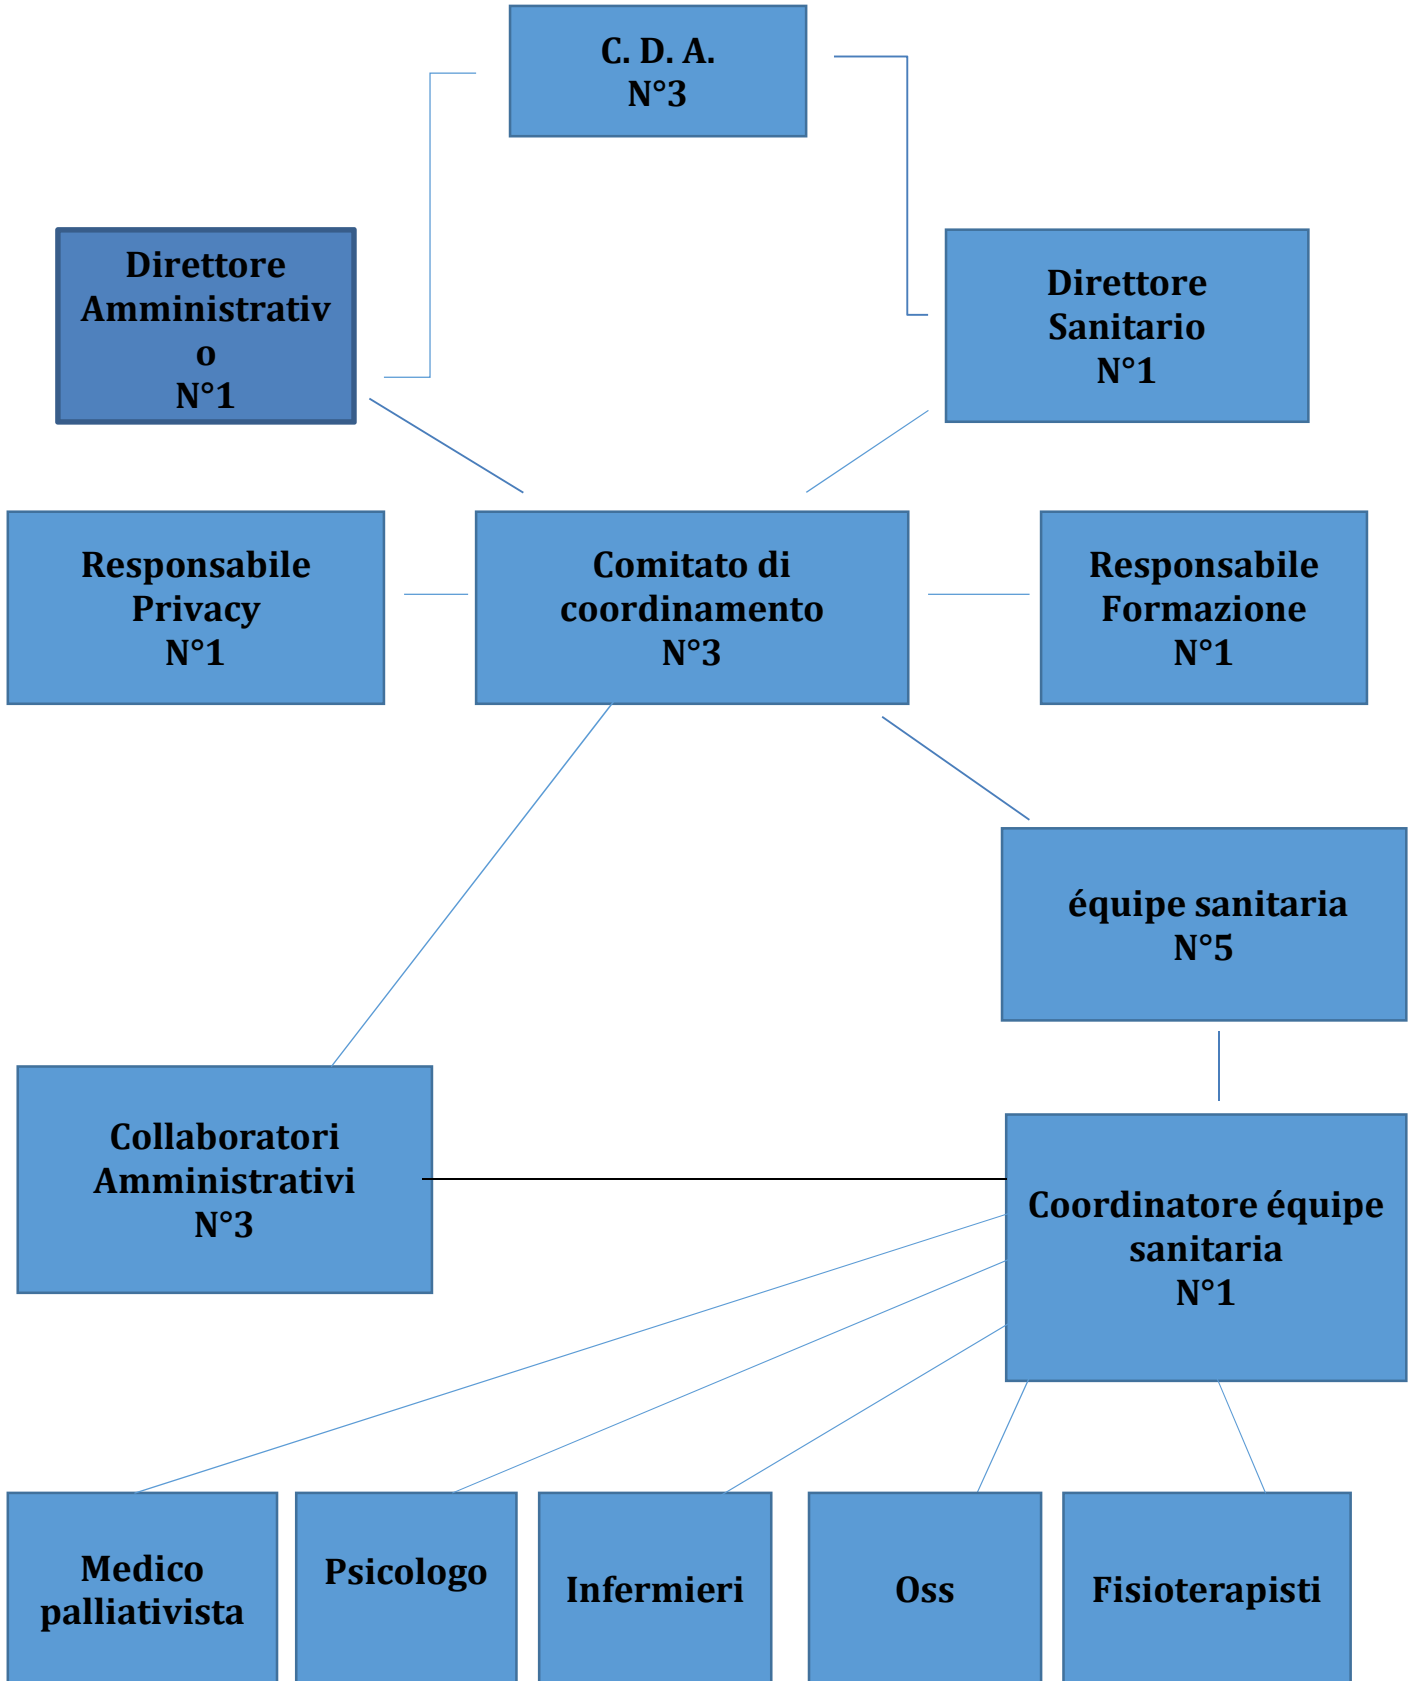 C. D. A.
N°3
Direttore
Amministrativ
o
N°1
Direttore
Sanitario
N°1
Responsabile
Privacy
N°1
Comitato di
coordinamento
N°3
Responsabile
Formazione
N°1
équipe sanitaria
N°5
Collaboratori
Amministrativi
N°3
Coordinatore équipe
sanitaria
N°1
Medico
palliativista
Psicologo
Infermieri
Oss
Fisioterapisti